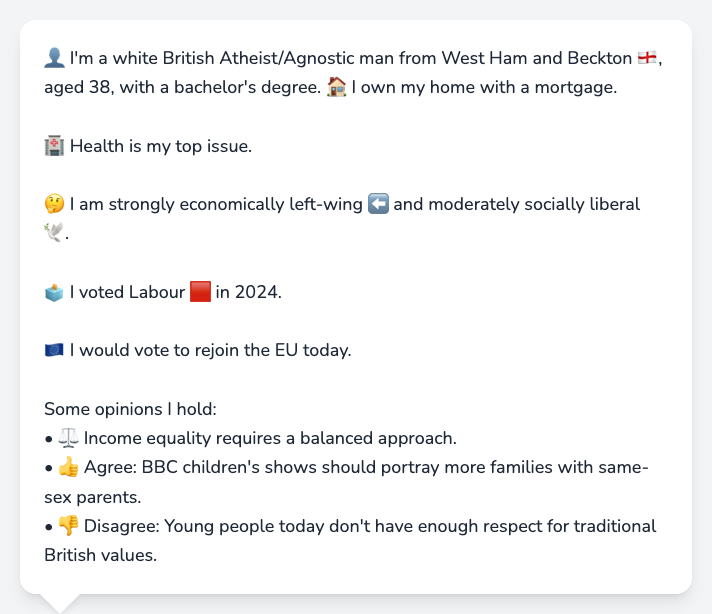 👤 I'm a white British Atheist/Agnostic man from West Ham and Beckton 🏴󠁧󠁢󠁥󠁮󠁧󠁿,
aged 38, with a bachelor's degree. 🏠 I own my home with a mortgage.
🏥 Health is my top issue.
🤔 I am strongly economically left-wing ⬅️ and moderately socially liberal
🕊️.
🗳️ I voted Labour 🟥 in 2024.
🇪🇺 I would vote to rejoin the EU today.
Some opinions I hold:
• ⚖️ Income equality requires a balanced approach.
• 👍 Agree: BBC children's shows should portray more families with same-
sex parents.
• 👎 Disagree: Young people today don't have enough respect for traditional
British values.